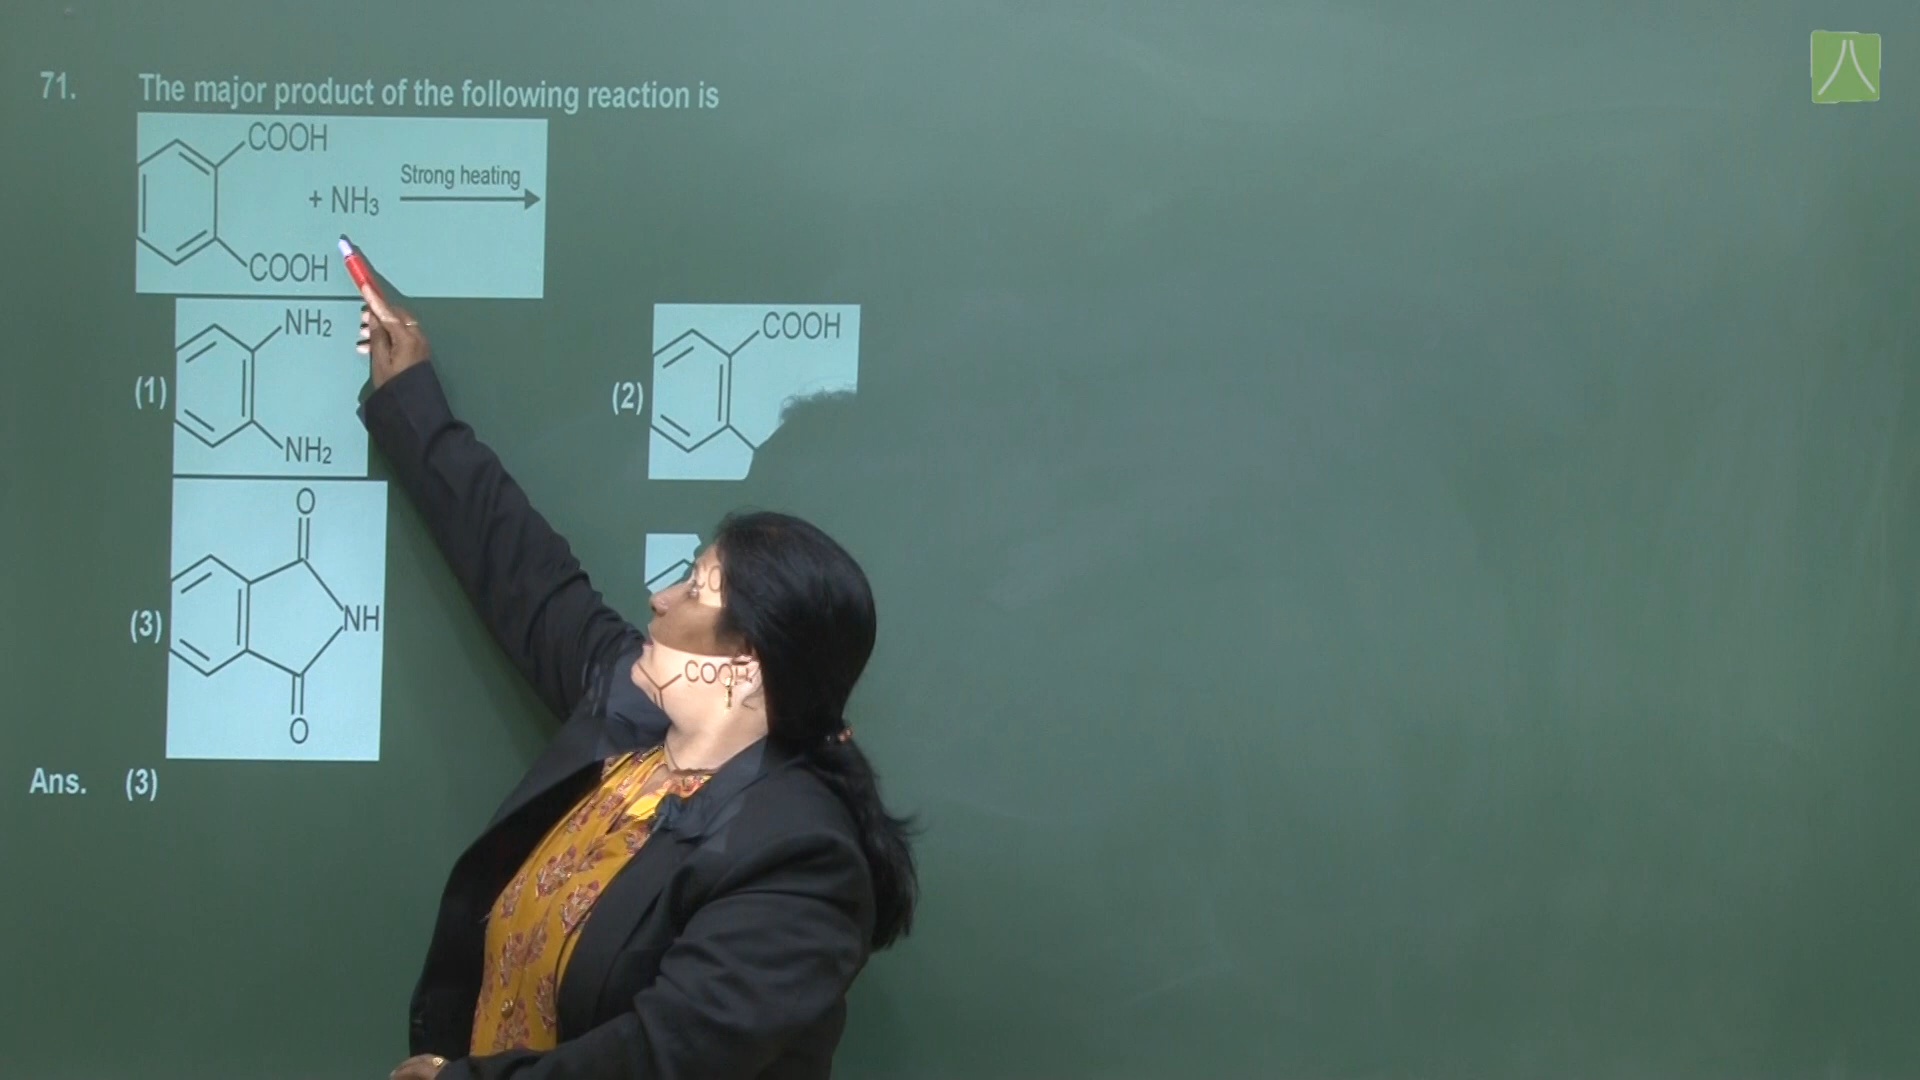 71. The major product of the following reaction is
COOH
Strong heating
+ NH3
COOH
(1) NH2
NH2
(2) COOH
(3) O
NH
O
COOH
Ans. (3)